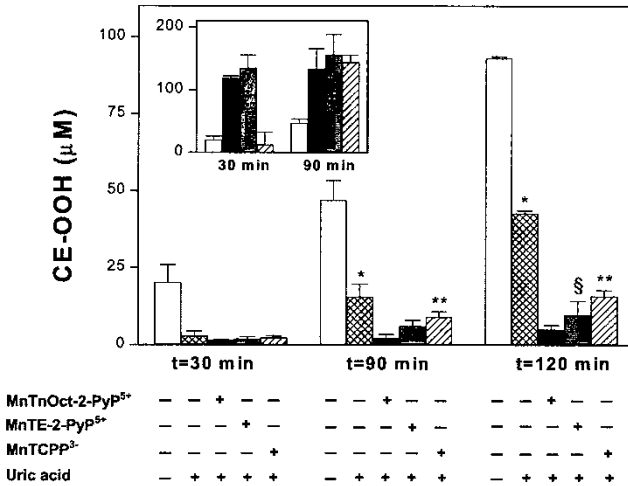 100
75
50
25
0
CE-OOH (μM)
200
100
0
30 min
90 min
*
**
*
§
**
t=30 min
t=90 min
t=120 min
MnTnOct-2-PyP5+ – – + – – – – + – – – – + – –
MnTE-2-PyP5+ – – – + – – – – + – – – – + –
MnTCPP3- – – – – + – – – – + – – – – +
Uric acid – + + + + – + + + + – + + + +